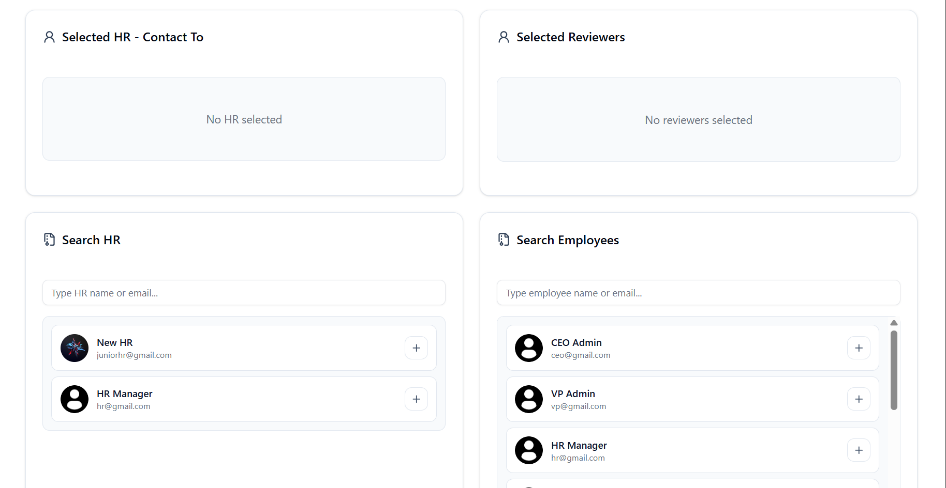 Selected HR - Contact To
No HR selected
Selected Reviewers
No reviewers selected
Search HR
Type HR name or email...
New HR
juniorhr@gmail.com
HR Manager
hr@gmail.com
Search Employees
Type employee name or email...
CEO Admin
ceo@gmail.com
VP Admin
vp@gmail.com
HR Manager
hr@gmail.com